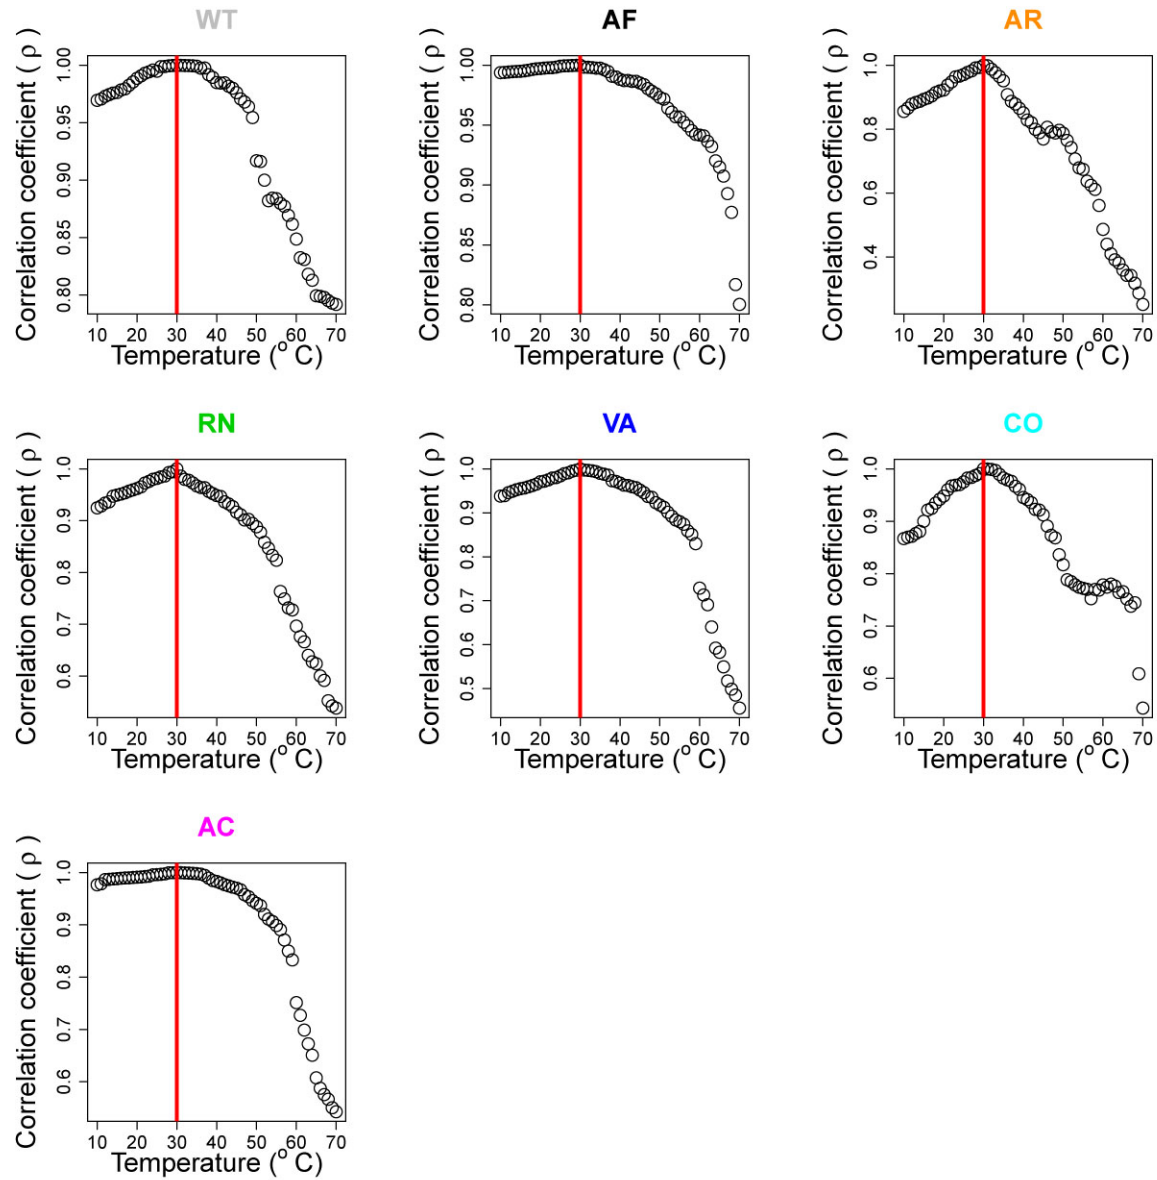 WT
Correlation coefficient ( ρ )
1.00
0.95
0.90
0.85
0.80
10 20 30 40 50 60 70
Temperature (° C)
AF
Correlation coefficient ( ρ )
1.00
0.95
0.90
0.85
0.80
10 20 30 40 50 60 70
Temperature (° C)
AR
Correlation coefficient ( ρ )
1.0
0.8
0.6
0.4
10 20 30 40 50 60 70
Temperature (° C)
RN
Correlation coefficient ( ρ )
1.0
0.9
0.8
0.7
0.6
10 20 30 40 50 60 70
Temperature (° C)
VA
Correlation coefficient ( ρ )
1.0
0.9
0.8
0.7
0.6
0.5
10 20 30 40 50 60 70
Temperature (° C)
CO
Correlation coefficient ( ρ )
1.0
0.9
0.8
0.7
0.6
10 20 30 40 50 60 70
Temperature (° C)
AC
Correlation coefficient ( ρ )
1.0
0.9
0.8
0.7
0.6
10 20 30 40 50 60 70
Temperature (° C)